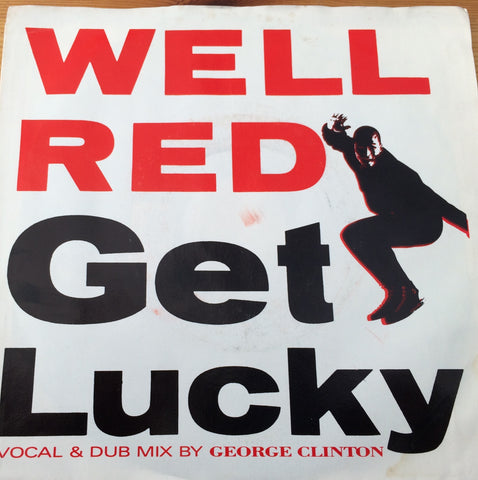 WELL
RED
Get
Lucky
VOCAL & DUB MIX BY GEORGE CLINTON